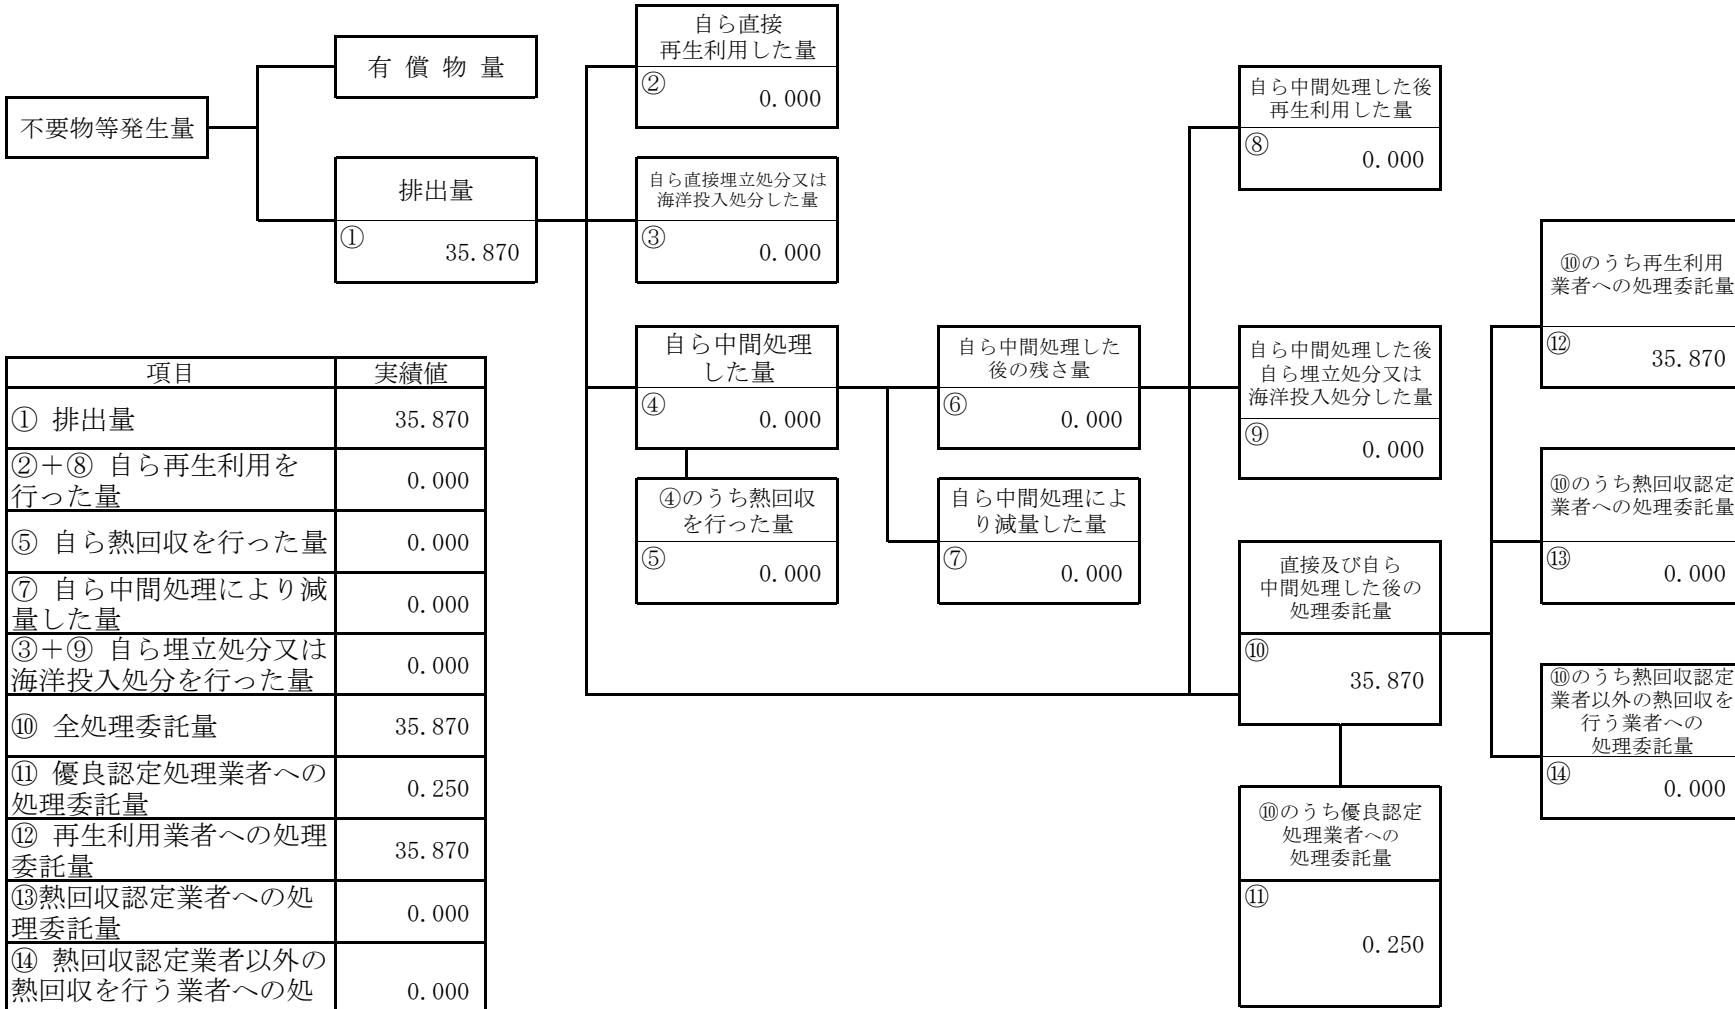 不要物等発生量
有 償 物 量
排出量
①
35.870
自ら直接
再生利用した量
②
0.000
自ら直接埋立処分又は
海洋投入処分した量
③
0.000
自ら中間処理
した量
④
0.000
④のうち熱回収
を行った量
⑤
0.000
自ら中間処理した
後の残さ量
⑥
0.000
自ら中間処理によ
り減量した量
⑦
0.000
自ら中間処理した後
再生利用した量
⑧
0.000
自ら中間処理した後
自ら埋立処分又は
海洋投入処分した量
⑨
0.000
直接及び自ら
中間処理した後の
処理委託量
⑩
35.870
⑩のうち優良認定
処理業者への
処理委託量
⑪
0.250
⑩のうち再生利用
業者への処理委託量
⑫
35.870
⑩のうち熱回収認定
業者への処理委託量
⑬
0.000
⑩のうち熱回収認定
業者以外の熱回収を
行う業者への
処理委託量
⑭
0.000
項目 実績値
① 排出量 35.870
②+⑧ 自ら再生利用を
行った量 0.000
⑤ 自ら熱回収を行った量 0.000
⑦ 自ら中間処理により減
量した量 0.000
③+⑨ 自ら埋立処分又は
海洋投入処分を行った量 0.000
⑩ 全処理委託量 35.870
⑪ 優良認定処理業者への
処理委託量 0.250
⑫ 再生利用業者への処理
委託量 35.870
⑬熱回収認定業者への処
理委託量 0.000
⑭ 熱回収認定業者以外の
熱回収を行う業者への処 0.000